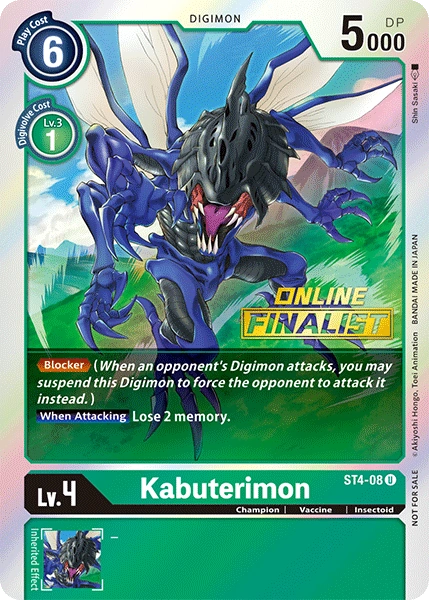 DIGIMON
Play Cost
6
5000
DP
Digivolve Cost
Lv.3
1
Shin Sasaki
ONLINE
FINALIST
Blocker (When an opponent's Digimon attacks, you may
suspend this Digimon to force the opponent to attack it
instead.)
When Attacking Lose 2 memory.
©Akiyoshi Hongo, Toei Animation BANDAI MADE IN JAPAN
NOT FOR SALE
Lv.4
Kabuterimon
ST4-08 U
Champion | Vaccine | Insectoid
Inherited Effect
–